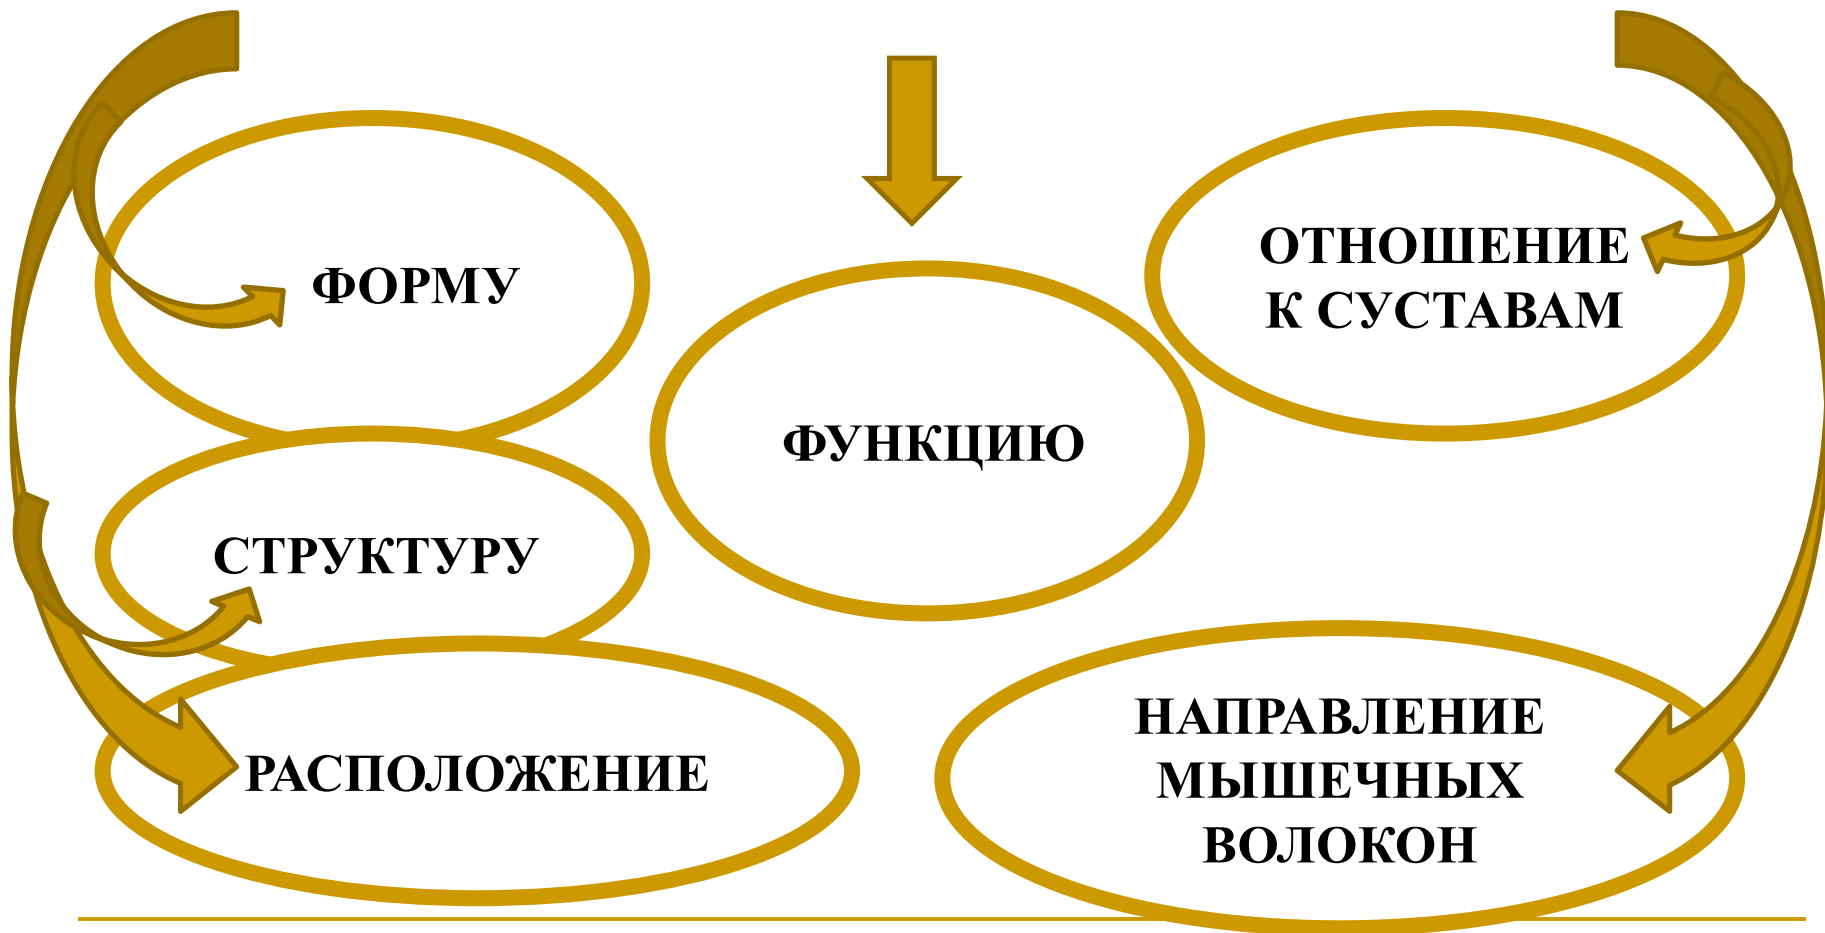 ФОРМУ
ОТНОШЕНИЕ
К СУСТАВАМ
ФУНКЦИЮ
СТРУКТУРУ
РАСПОЛОЖЕНИЕ
НАПРАВЛЕНИЕ
МЫШЕЧНЫХ
ВОЛОКОН